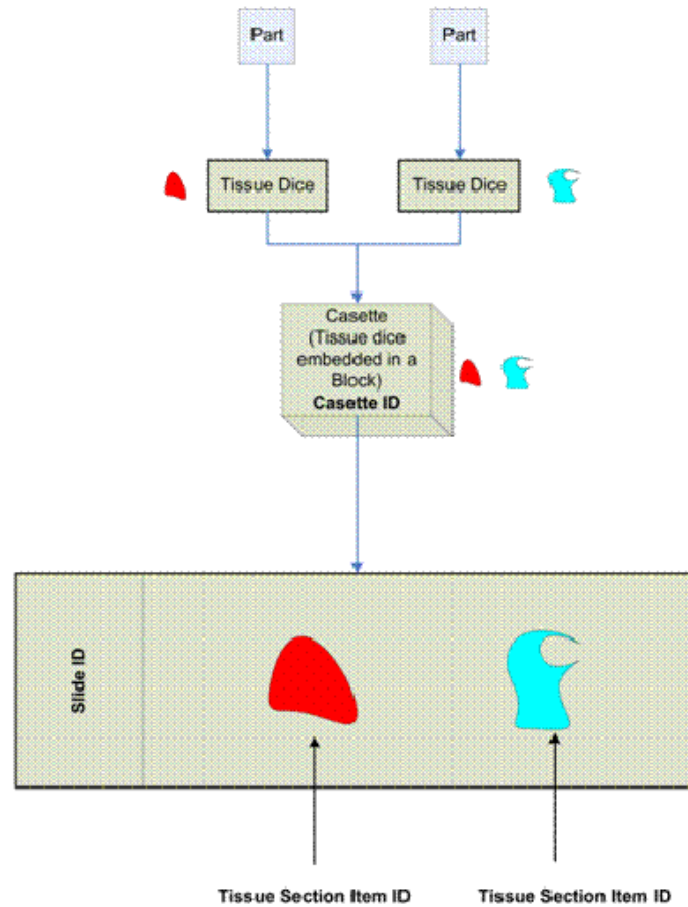 Part
Part
Tissue Dice
Tissue Dice
Casette
(Tissue dice
embedded in a
Block)
Casette ID
Slide ID
Tissue Section Item ID
Tissue Section Item ID